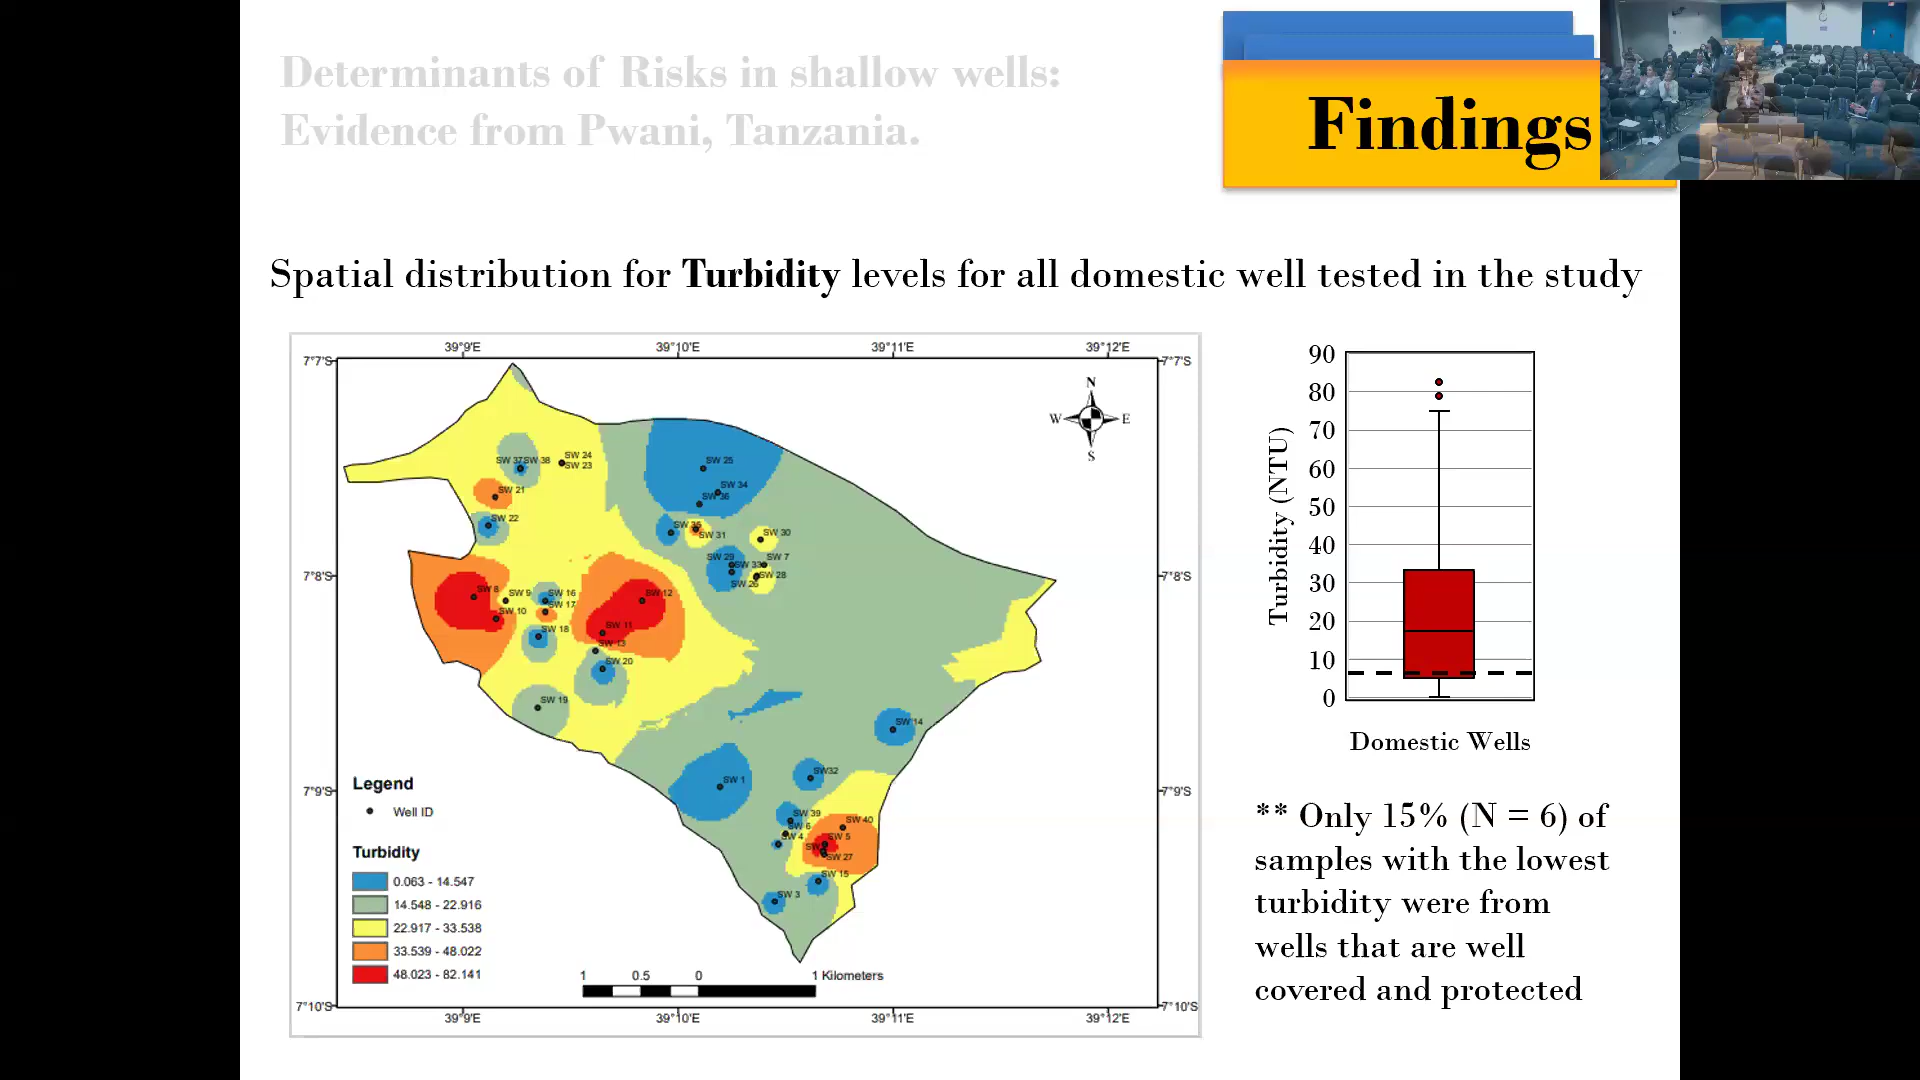 Determinants of Risks in shallow wells:
Evidence from Pwani, Tanzania.
Findings
Spatial distribution for Turbidity levels for all domestic well tested in the study
39°9'E 39°10'E 39°11'E 39°12'E
7°7'S 7°7'S
N
W E
S
SW 24
SW 37 SW 38
SW 23
SW 25
SW 21
SW 34
SW 36
SW 22
SW 35
SW 31
SW 30
SW 29
SW 7
SW 33
SW 28
SW 26
7°8'S 7°8'S
SW 8
SW 9
SW 16
SW 12
SW 17
SW 10
SW 18
SW 11
SW 13
SW 20
SW 19
SW 14
SW32
SW 1
7°9'S 7°9'S
SW 39
SW 40
SW 6
SW 4
SW 5
SW 27
SW 15
SW 3
Legend
Well ID
Turbidity
0.063 - 14.547
14.548 - 22.916
22.917 - 33.538
33.539 - 48.022
48.023 - 82.141
1 0.5 0 1 Kilometers
7°10'S 7°10'S
39°9'E 39°10'E 39°11'E 39°12'E
Turbidity (NTU)
90
80
70
60
50
40
30
20
10
0
Domestic Wells
** Only 15% (N = 6) of
samples with the lowest
turbidity were from
wells that are well
covered and protected